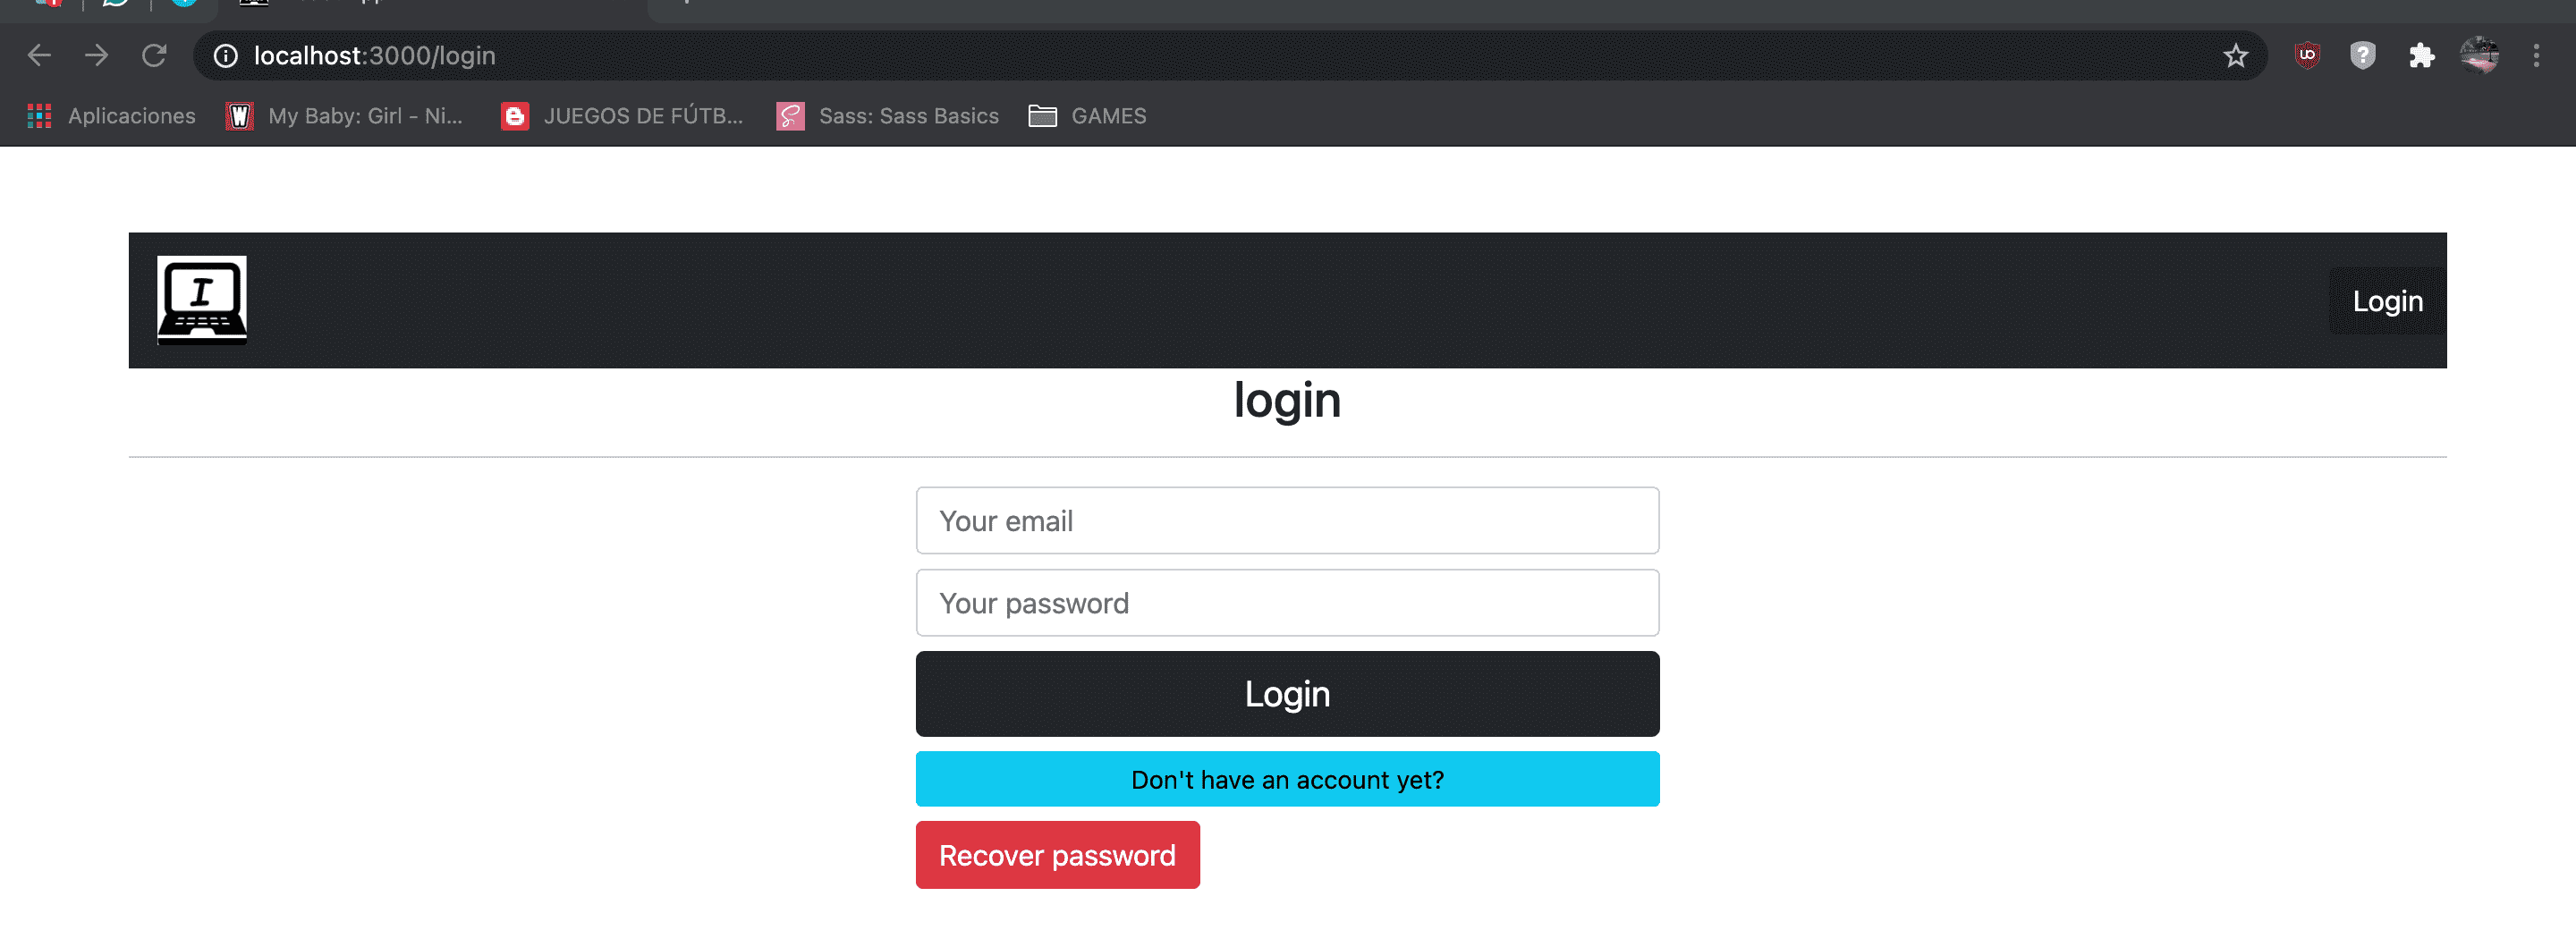 localhost:3000/login
Aplicaciones My Baby: Girl - Ni... JUEGOS DE FÚTB... Sass: Sass Basics GAMES
I
Login
login
Your email
Your password
Login
Don't have an account yet?
Recover password